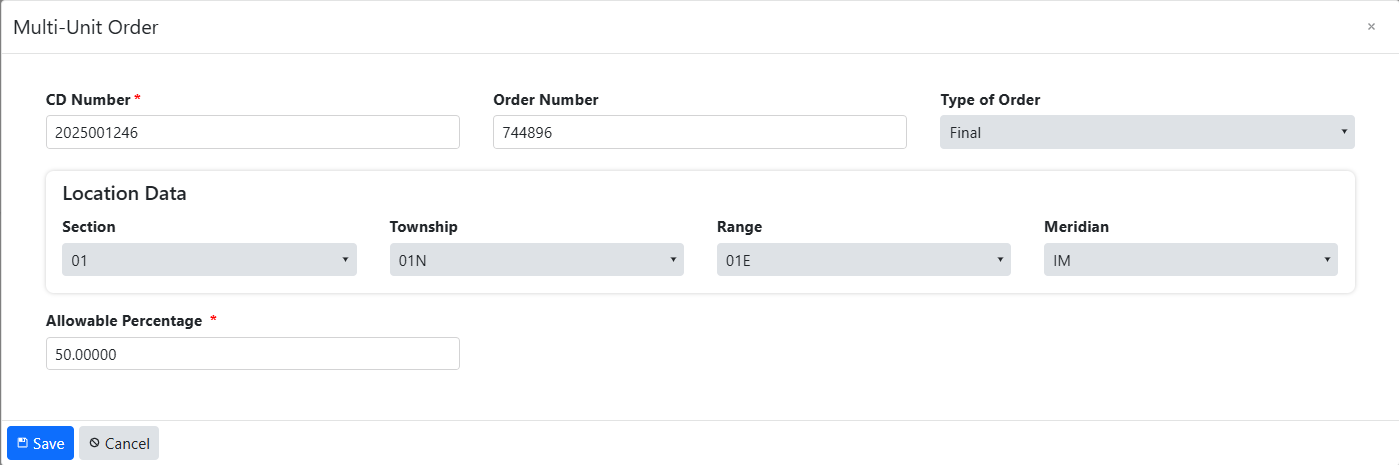 Multi-Unit Order ×
CD Number * Order Number Type of Order
2025001246 744896 Final
Location Data
Section Township Range Meridian
01 01N 01E IM
Allowable Percentage *
50.00000
Save Cancel